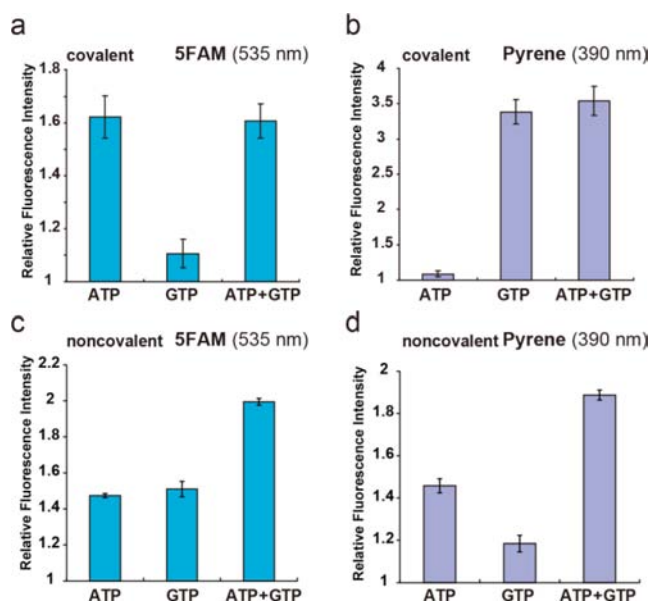 a
covalent 5FAM (535 nm)
Relative Fluorescence Intensity
1.8
1.6
1.4
1.2
1
ATP GTP ATP+GTP
b
covalent Pyrene (390 nm)
Relative Fluorescence Intensity
4
3.5
3
2.5
2
1.5
1
ATP GTP ATP+GTP
c
noncovalent 5FAM (535 nm)
Relative Fluorescence Intensity
2.2
2
1.8
1.6
1.4
1.2
1
ATP GTP ATP+GTP
d
noncovalent Pyrene (390 nm)
Relative Fluorescence Intensity
2
1.8
1.6
1.4
1.2
1
ATP GTP ATP+GTP